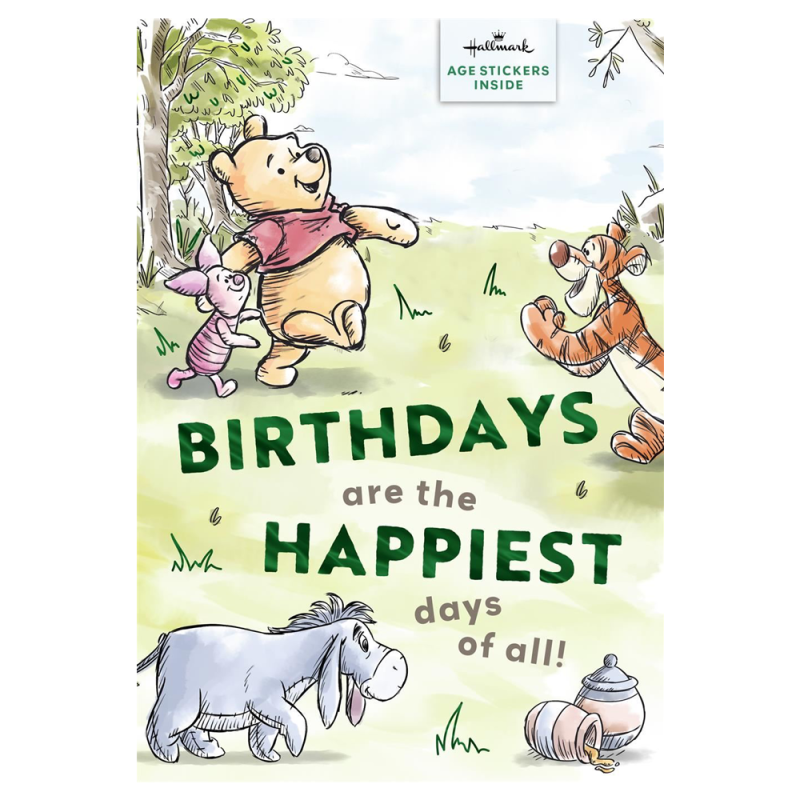 Hallmark
AGE STICKERS
INSIDE
BIRTHDAYS
are the
HAPPIEST
days
of all!